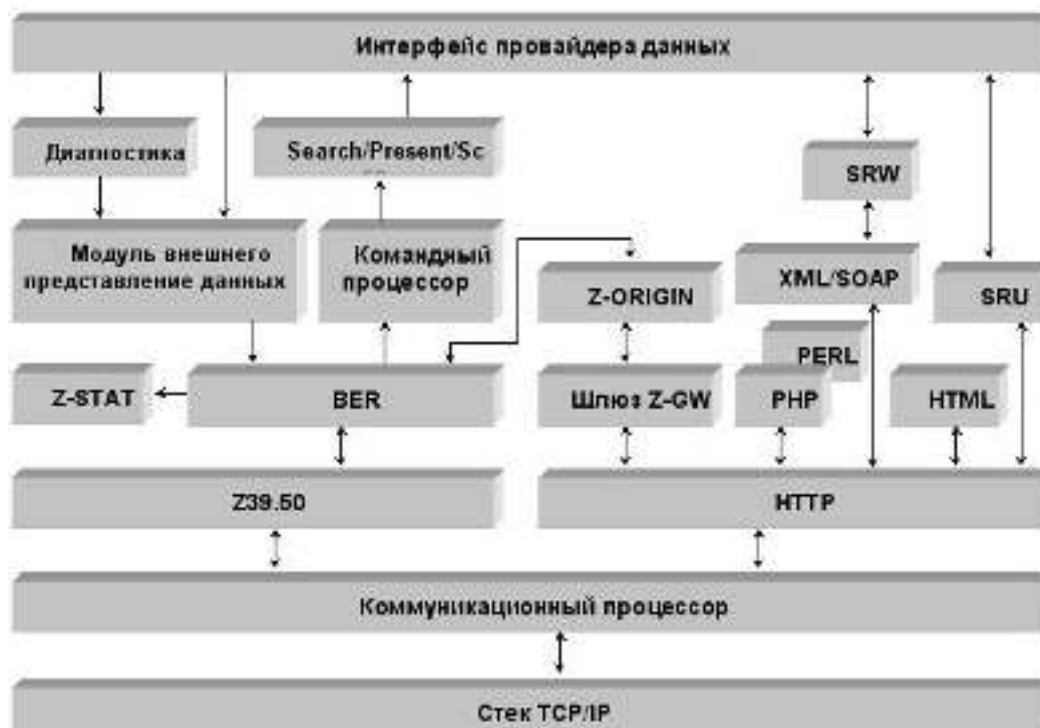 Интерфейс провайдера данных
Диагностика
Search/Present/Sc
SRW
Модуль внешнего
представление данных
Командный
процессор
Z-ORIGIN
XML/SOAP
SRU
PERL
Z-STAT
BER
Шлюз Z-GW
PHP
HTML
Z39.50
HTTP
Коммуникационный процессор
Стек TCP/IP